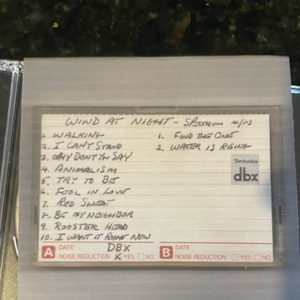 WIND AT NIGHT - 
1. WALKING
2. I CAN'T STAND
3. WHY DON'T YOU SAY
4. ANIMALISM
5. TRY TO BE
6. FOOL IN LOVE
7. RED SWEAT
8. BE MY NEIGHBOR
9. ROOSTER HEAD
10. I WANT IT RIGHT NOW
1. FIND THE ONE
2. WATER IS RISING
Technics
dbx
A DATE DBX
NOISE REDUCTION X YES NO
B DATE
NOISE REDUCTION YES NO